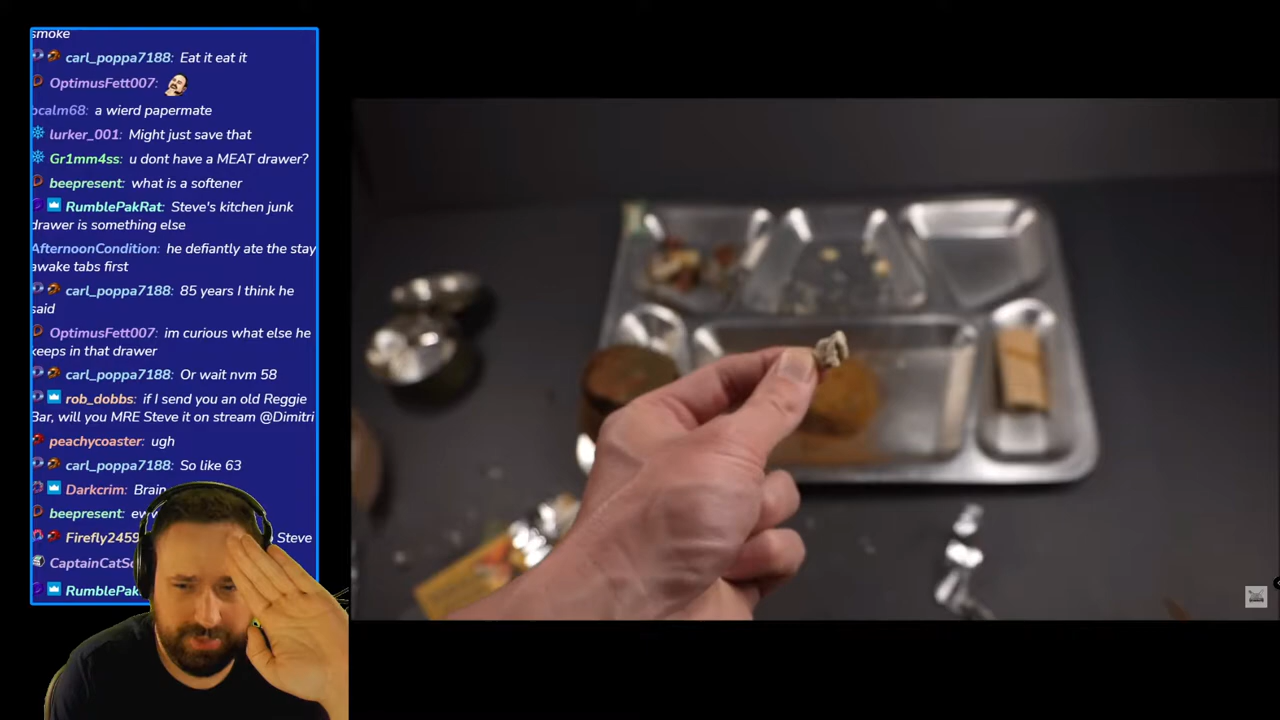 smoke
carl_poppa7188: Eat it eat it
OptimusFett007:
ocalm68: a wierd papermate
lurker_001: Might just save that
Gr1mm4ss: u dont have a MEAT drawer?
beepresent: what is a softener
RumblePakRat: Steve's kitchen junk
drawer is something else
AfternoonCondition: he defiantly ate the stay
awake tabs first
carl_poppa7188: 85 years I think he
said
OptimusFett007: im curious what else he
keeps in that drawer
carl_poppa7188: Or wait nvm 58
rob_dobbs: if I send you an old Reggie
Bar, will you MRE Steve it on stream @Dimitri
peachycoaster: ugh
carl_poppa7188: So like 63
Darkcrim: Brain
beepresent: eww
Firefly2459 Steve
CaptainCatSc
RumblePak